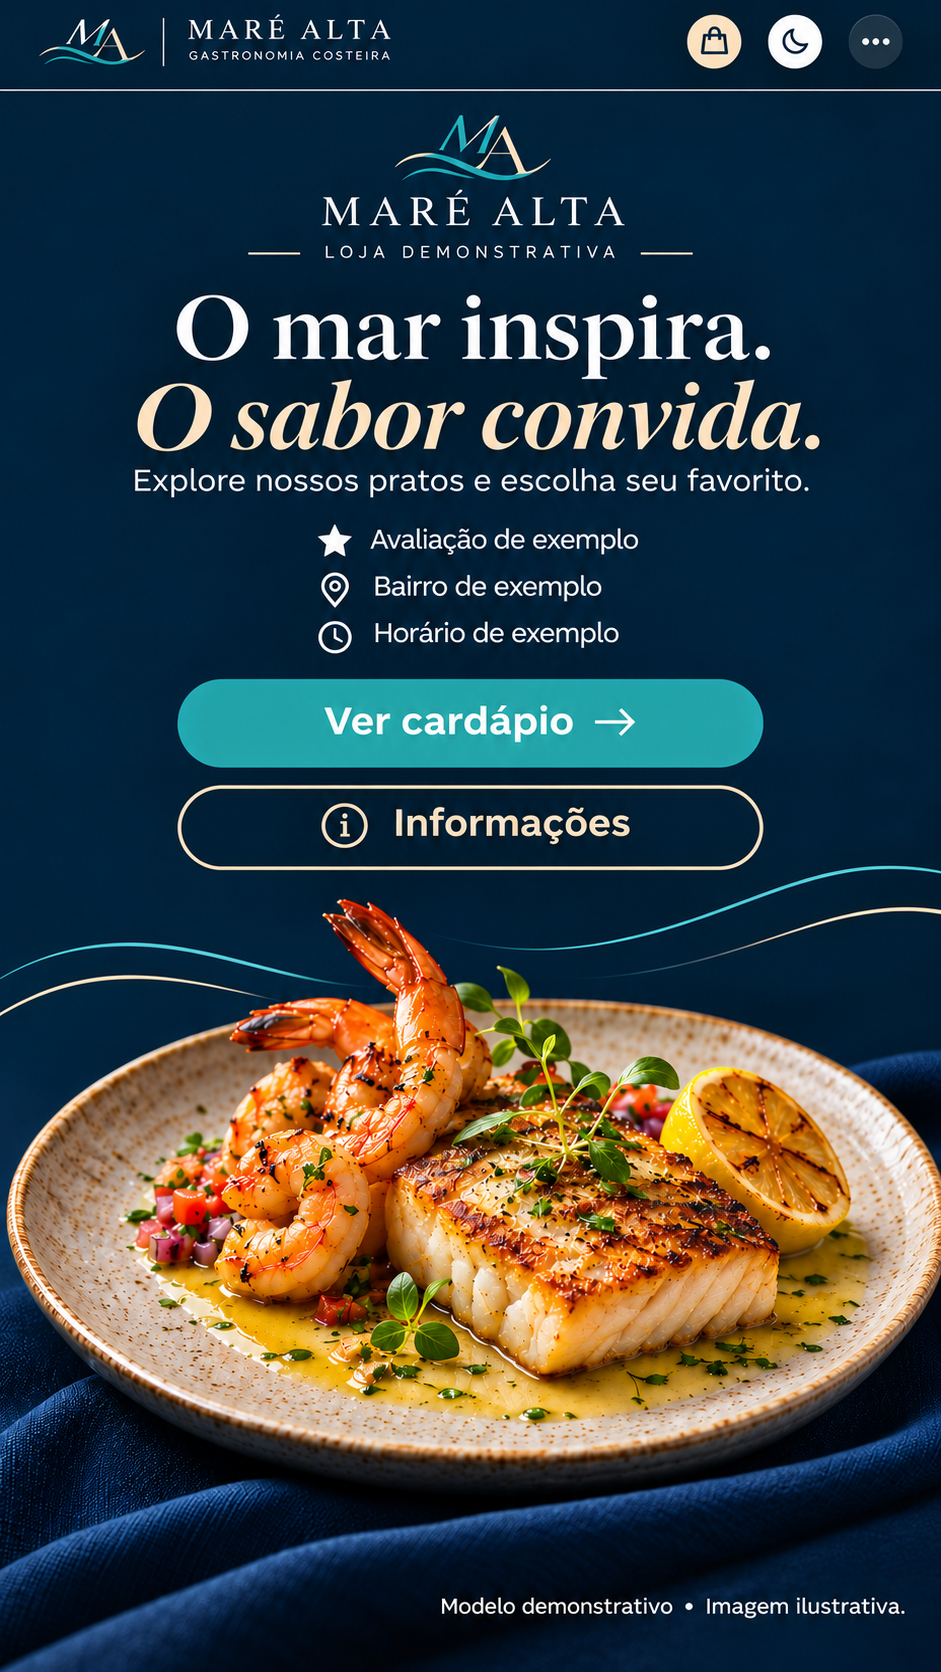 MA
MARÉ ALTA
GASTRONOMIA COSTEIRA
MA
MARÉ ALTA
LOJA DEMONSTRATIVA
O mar inspira.
O sabor convida.
Explore nossos pratos e escolha seu favorito.
Avaliação de exemplo
Bairro de exemplo
Horário de exemplo
Ver cardápio →
i Informações
Modelo demonstrativo • Imagem ilustrativa.